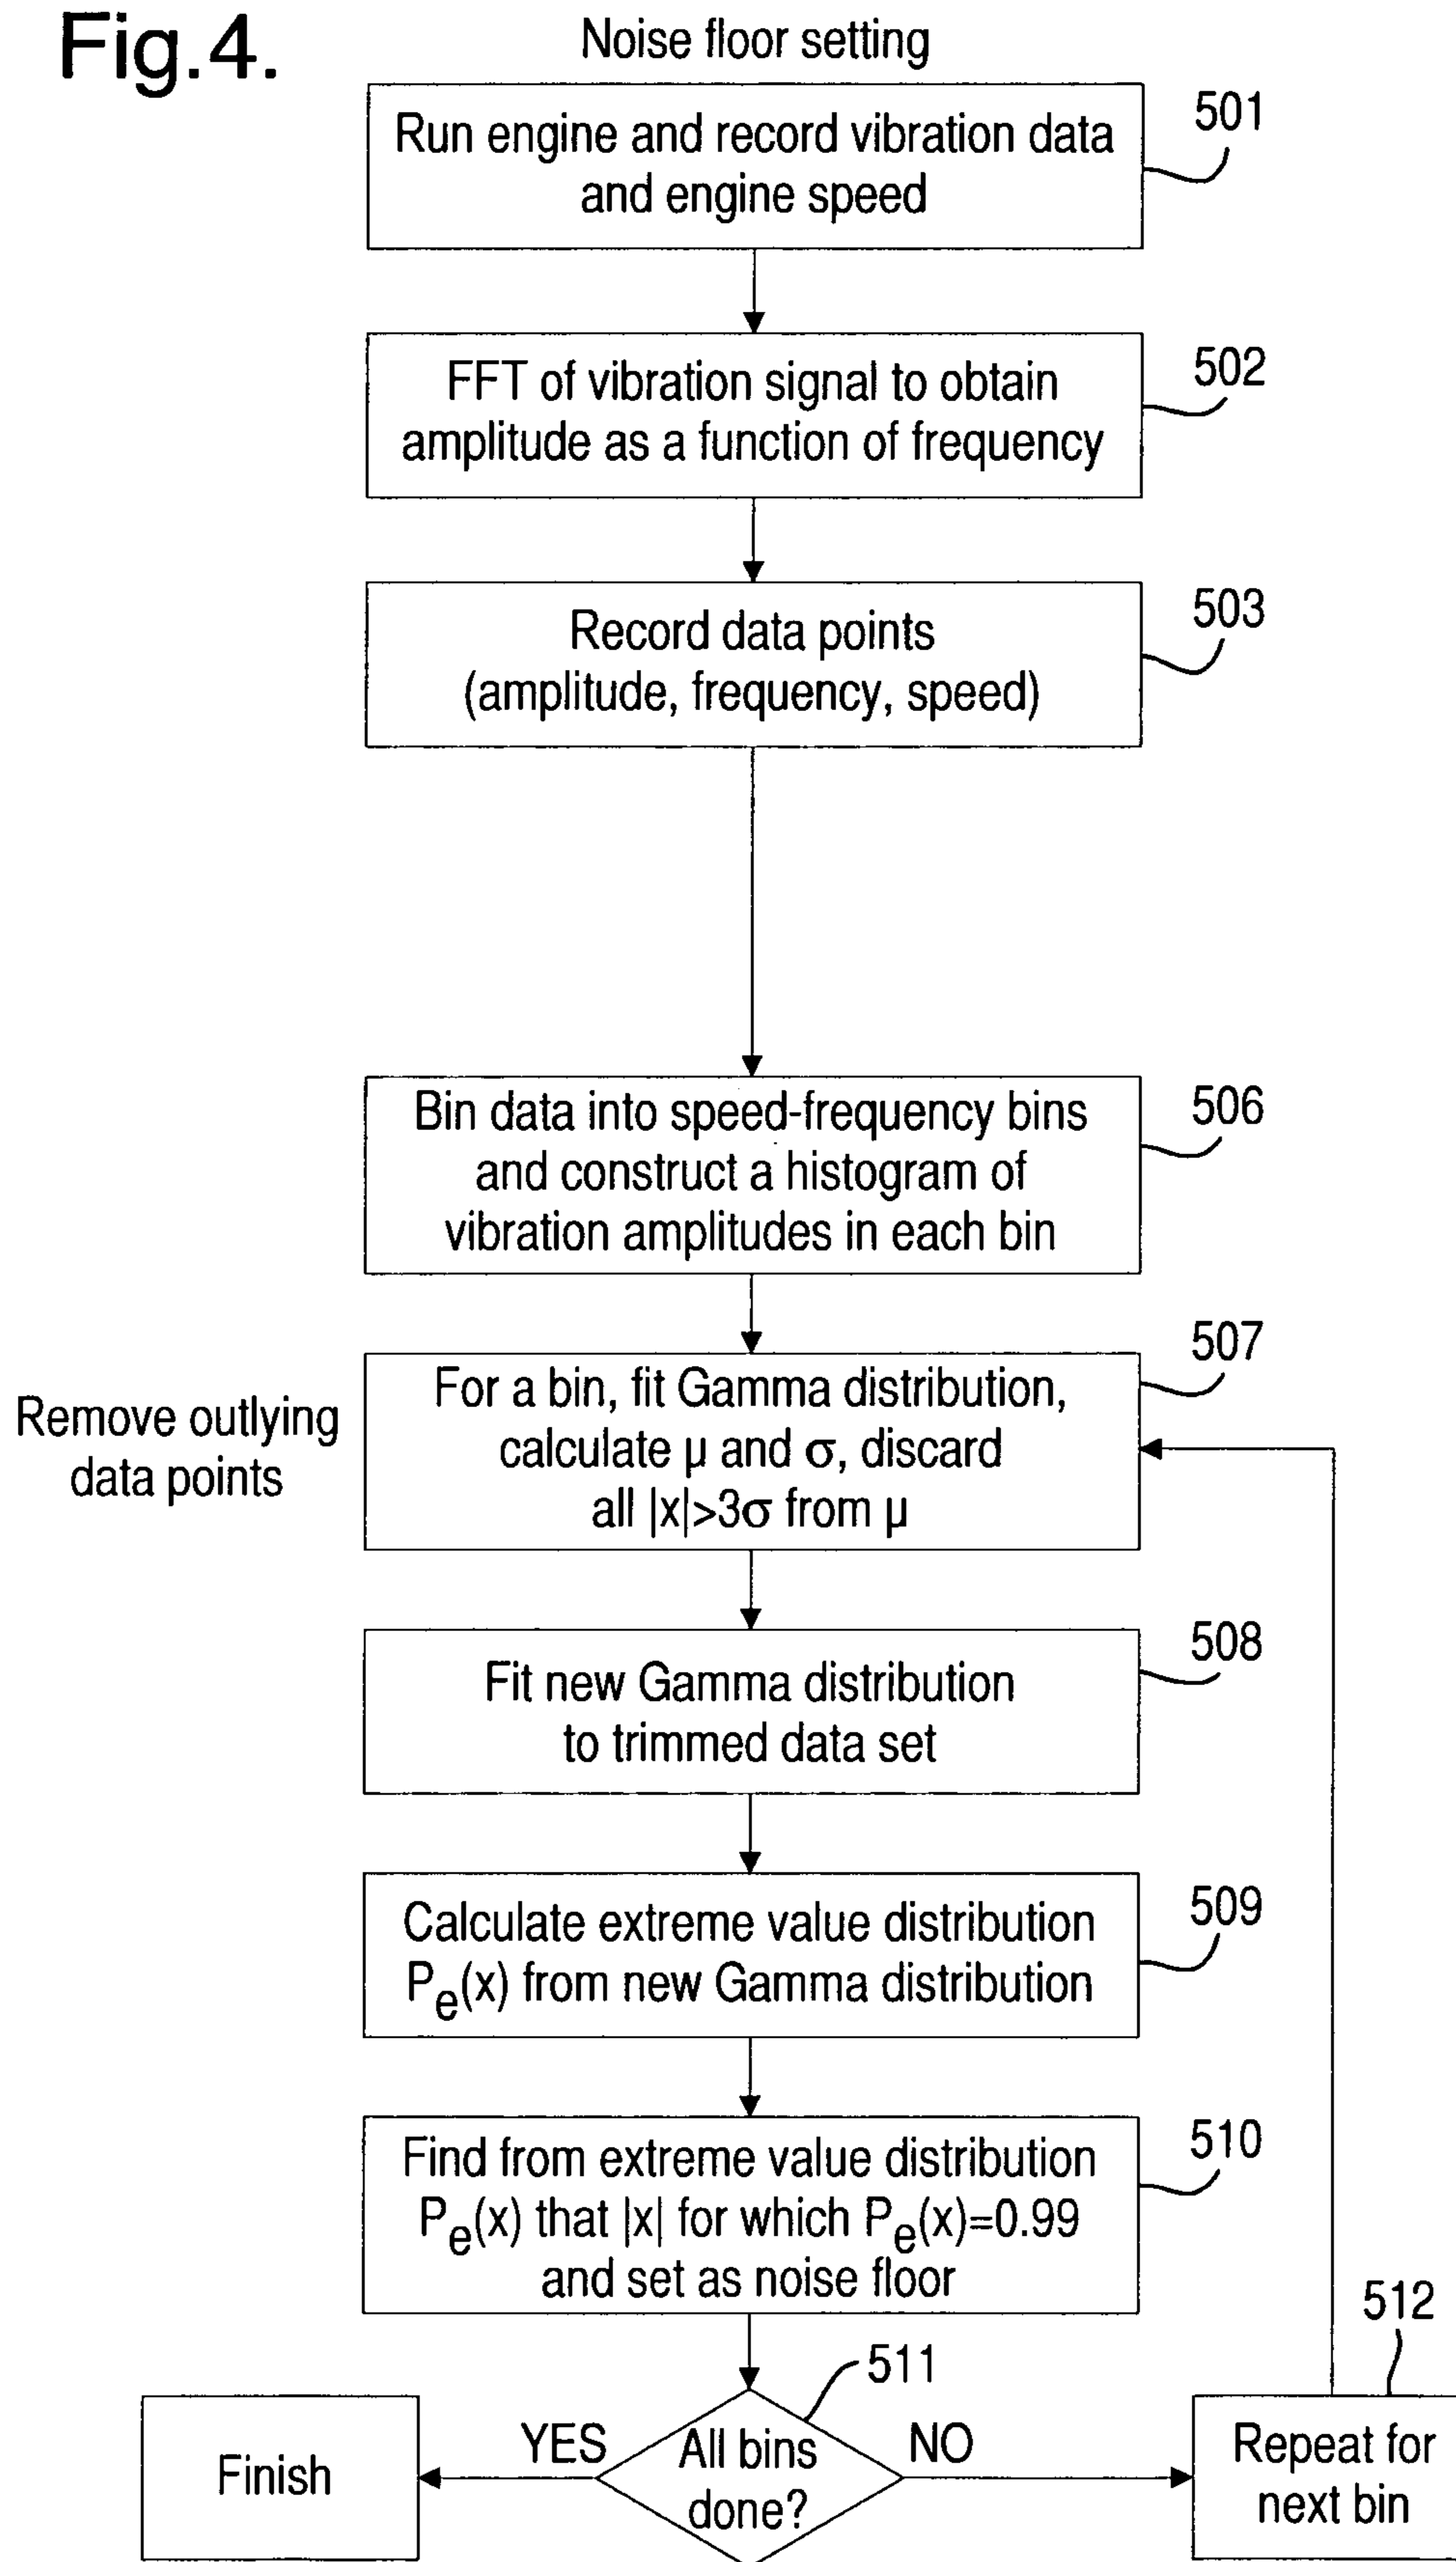 Fig.4.
Noise floor setting
Run engine and record vibration data
and engine speed
501
FFT of vibration signal to obtain
amplitude as a function of frequency
502
Record data points
(amplitude, frequency, speed)
503
Bin data into speed-frequency bins
and construct a histogram of
vibration amplitudes in each bin
506
Remove outlying
data points
For a bin, fit Gamma distribution,
calculate μ and σ, discard
all |x|>3σ from μ
507
Fit new Gamma distribution
to trimmed data set
508
Calculate extreme value distribution
Pe(x) from new Gamma distribution
509
Find from extreme value distribution
Pe(x) that |x| for which Pe(x)=0.99
and set as noise floor
510
511
All bins
done?
YES
Finish
NO
512
Repeat for
next bin